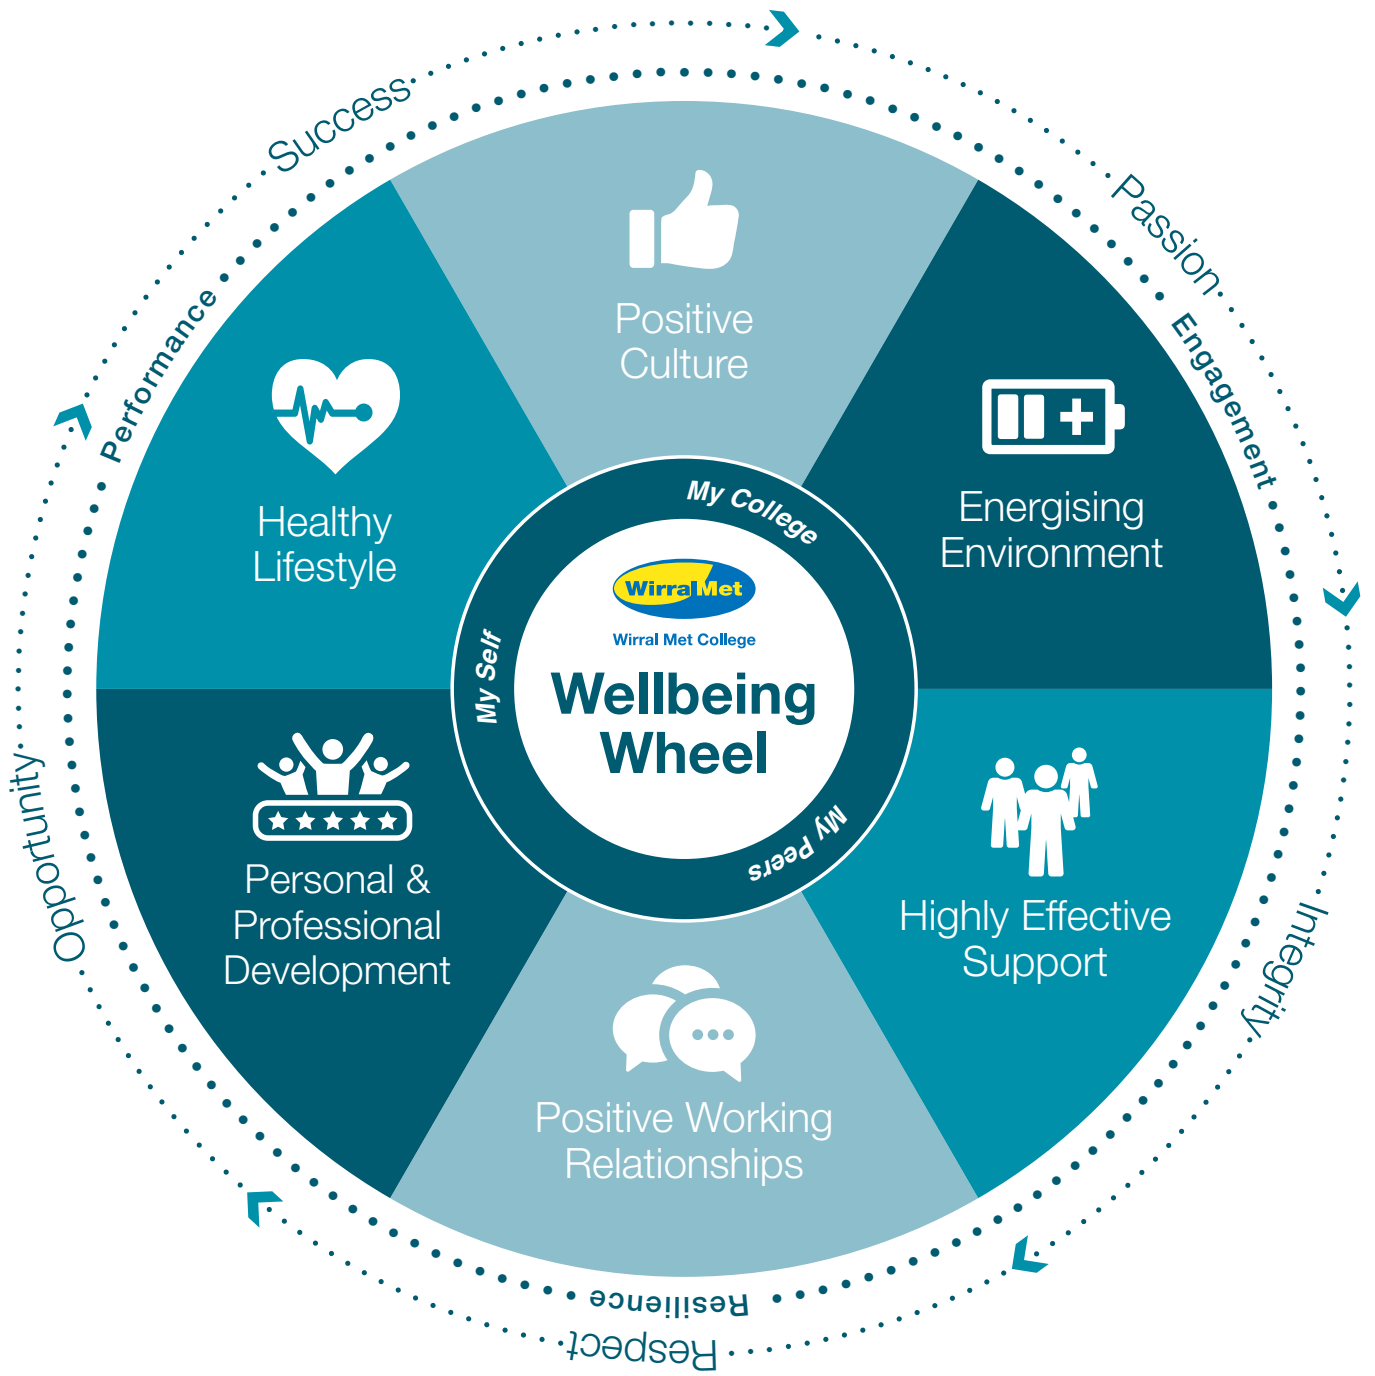 Success
Passion
Integrity
Respect
Opportunity
Performance
Engagement
Resilience
Positive
Culture
Energising
Environment
Highly Effective
Support
Positive Working
Relationships
Personal &
Professional
Development
Healthy
Lifestyle
My College
My Peers
My Self
WirralMet
Wirral Met College
Wellbeing
Wheel